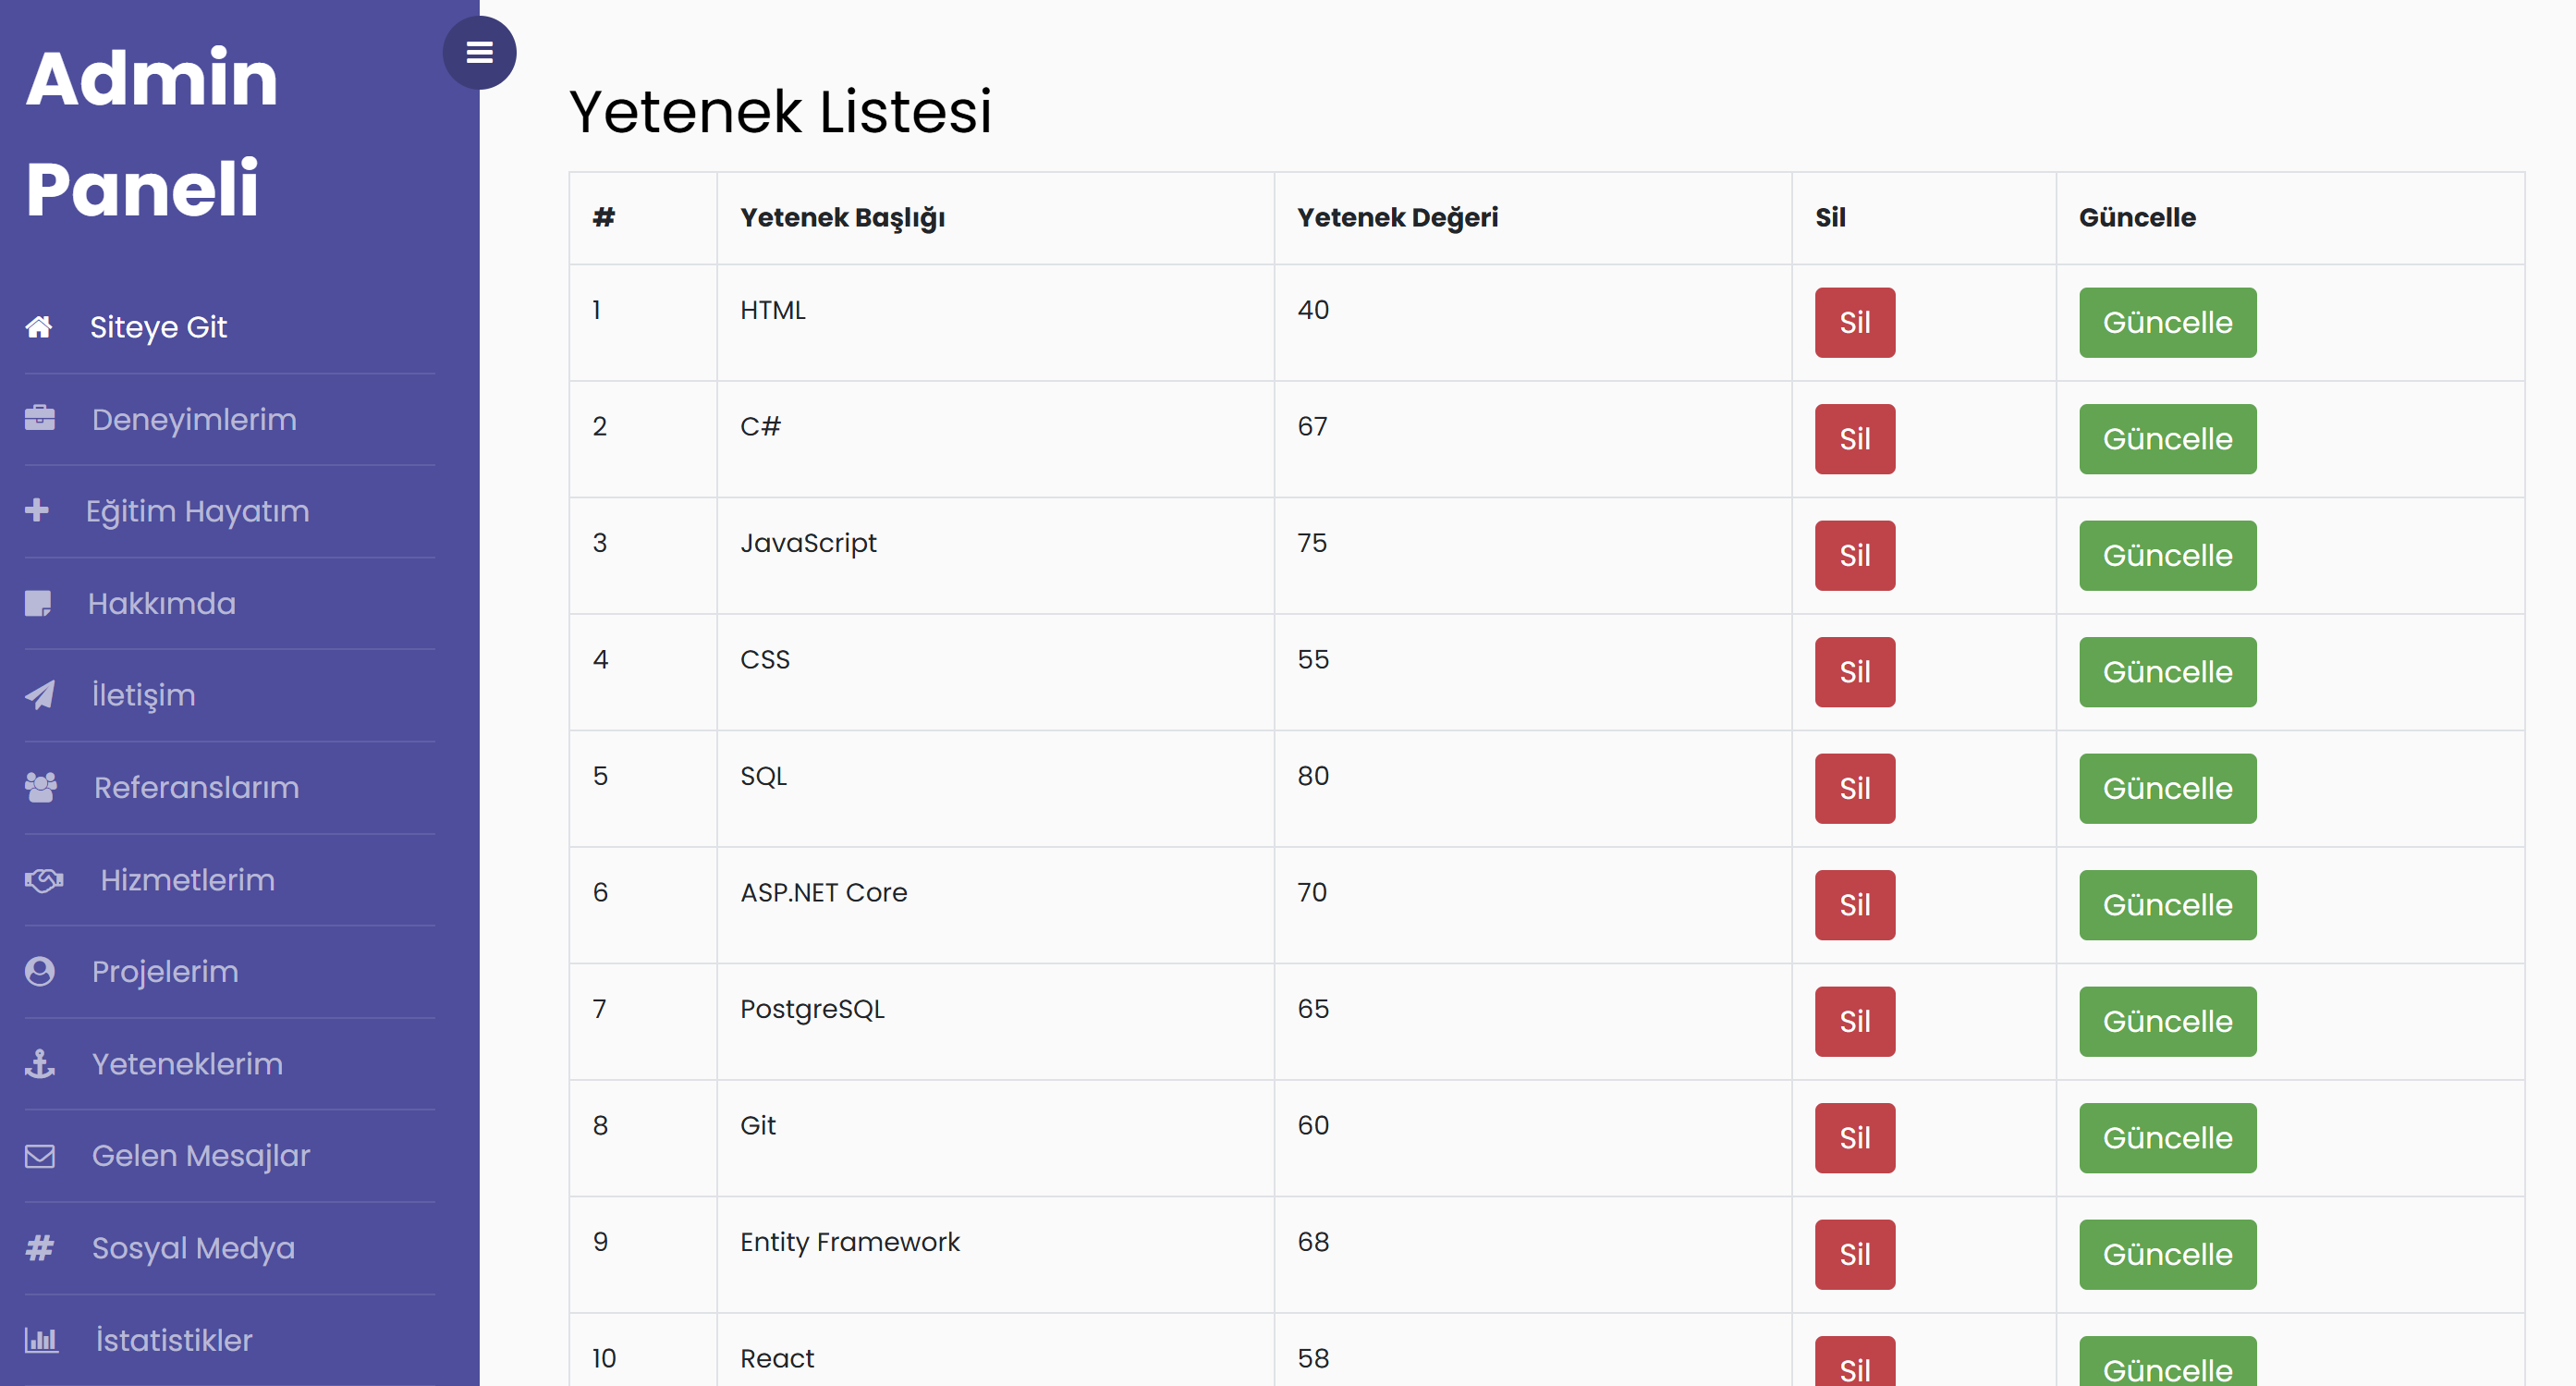 Admin
Paneli
Siteye Git
Deneyimlerim
Eğitim Hayatım
Hakkımda
İletişim
Referanslarım
Hizmetlerim
Projelerim
Yeteneklerim
Gelen Mesajlar
Sosyal Medya
İstatistikler
Yetenek Listesi
# Yetenek Başlığı Yetenek Değeri Sil Güncelle
1 HTML 40 Sil Güncelle
2 C# 67 Sil Güncelle
3 JavaScript 75 Sil Güncelle
4 CSS 55 Sil Güncelle
5 SQL 80 Sil Güncelle
6 ASP.NET Core 70 Sil Güncelle
7 PostgreSQL 65 Sil Güncelle
8 Git 60 Sil Güncelle
9 Entity Framework 68 Sil Güncelle
10 React 58 Sil Güncelle